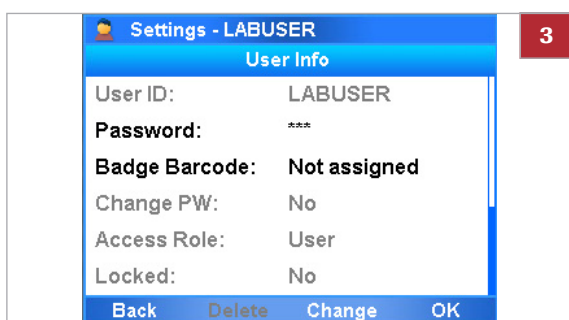 Settings - LABUSER
3
User Info
User ID: LABUSER
Password: ***
Badge Barcode: Not assigned
Change PW: No
Access Role: User
Locked: No
Back Delete Change OK